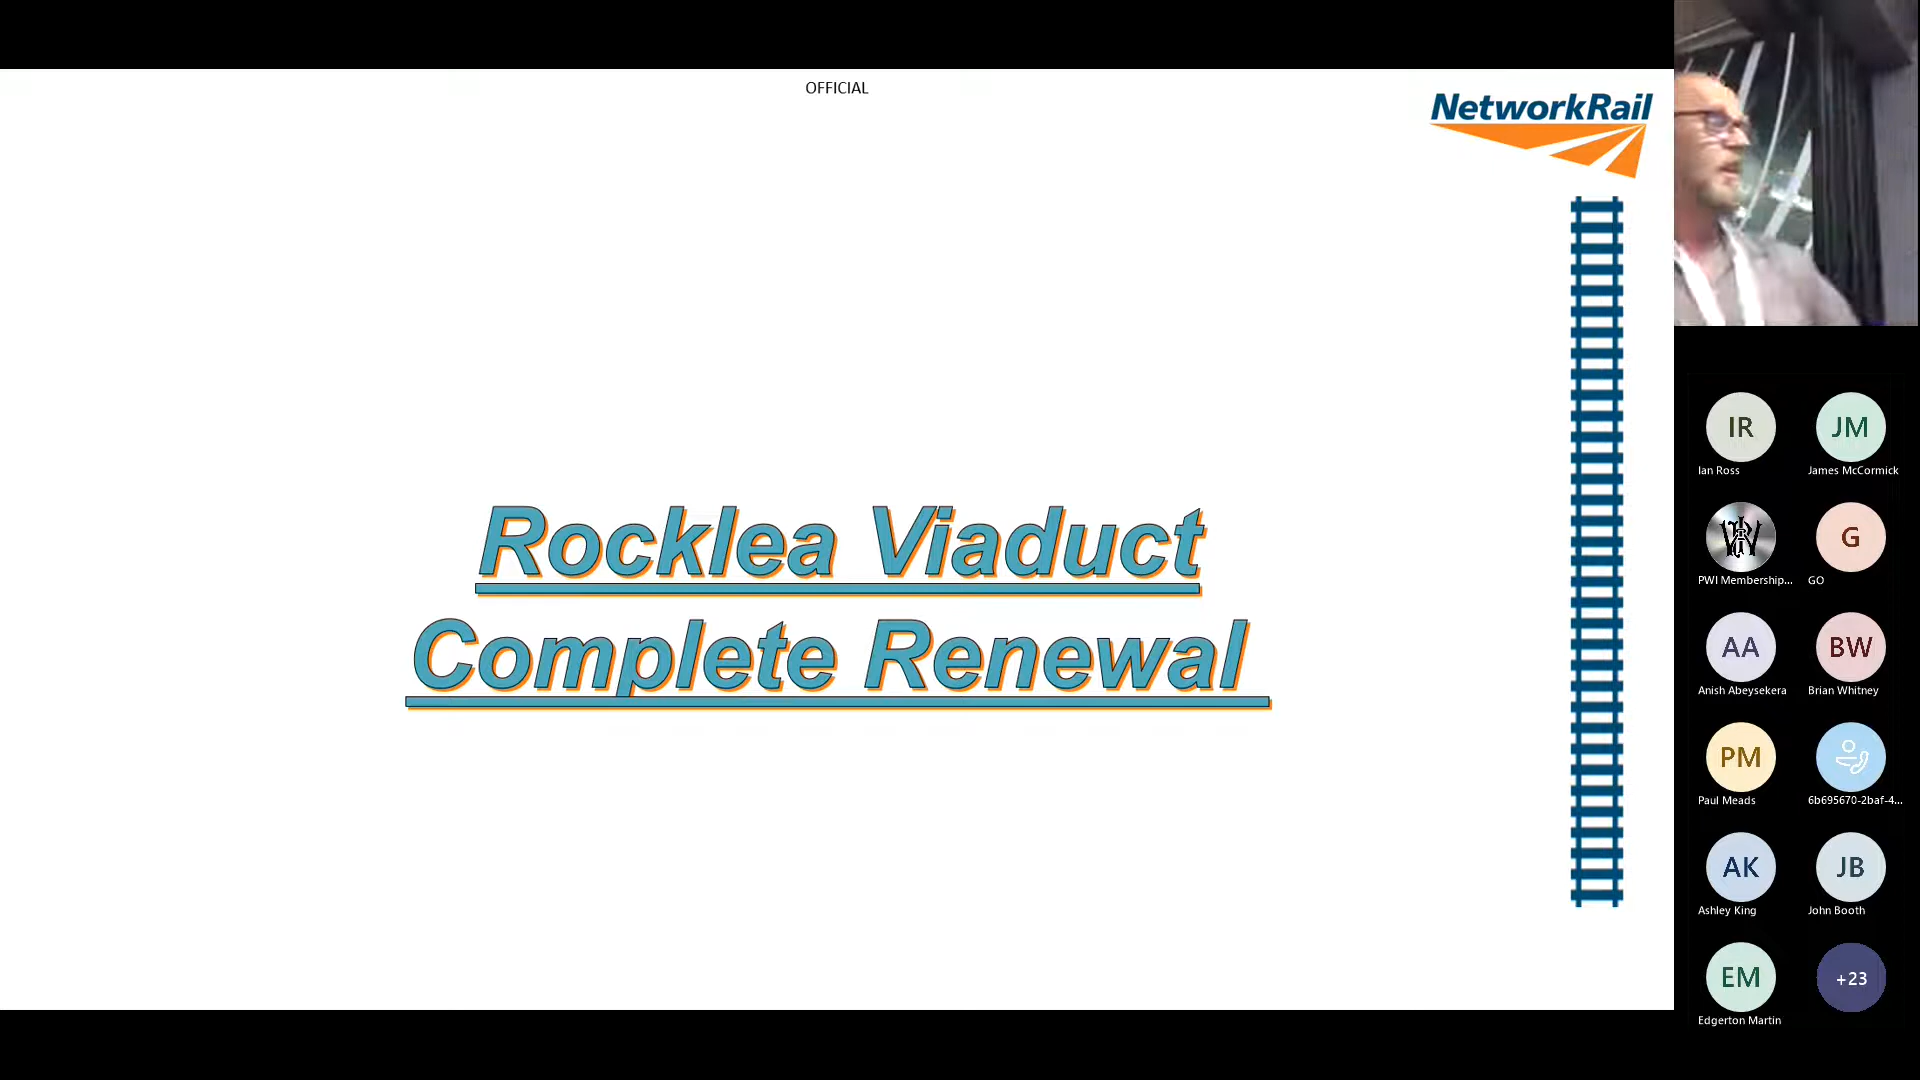 OFFICIAL
NetworkRail
Rocklea Viaduct
Complete Renewal
IR
JM
Ian Ross
James McCormick
PWI
G
PWI Membership...
GO
AA
BW
Anish Abeysekera
Brian Whitney
PM
Paul Meads
6b695670-2baf-4...
AK
JB
Ashley King
John Booth
EM
+23
Edgerton Martin